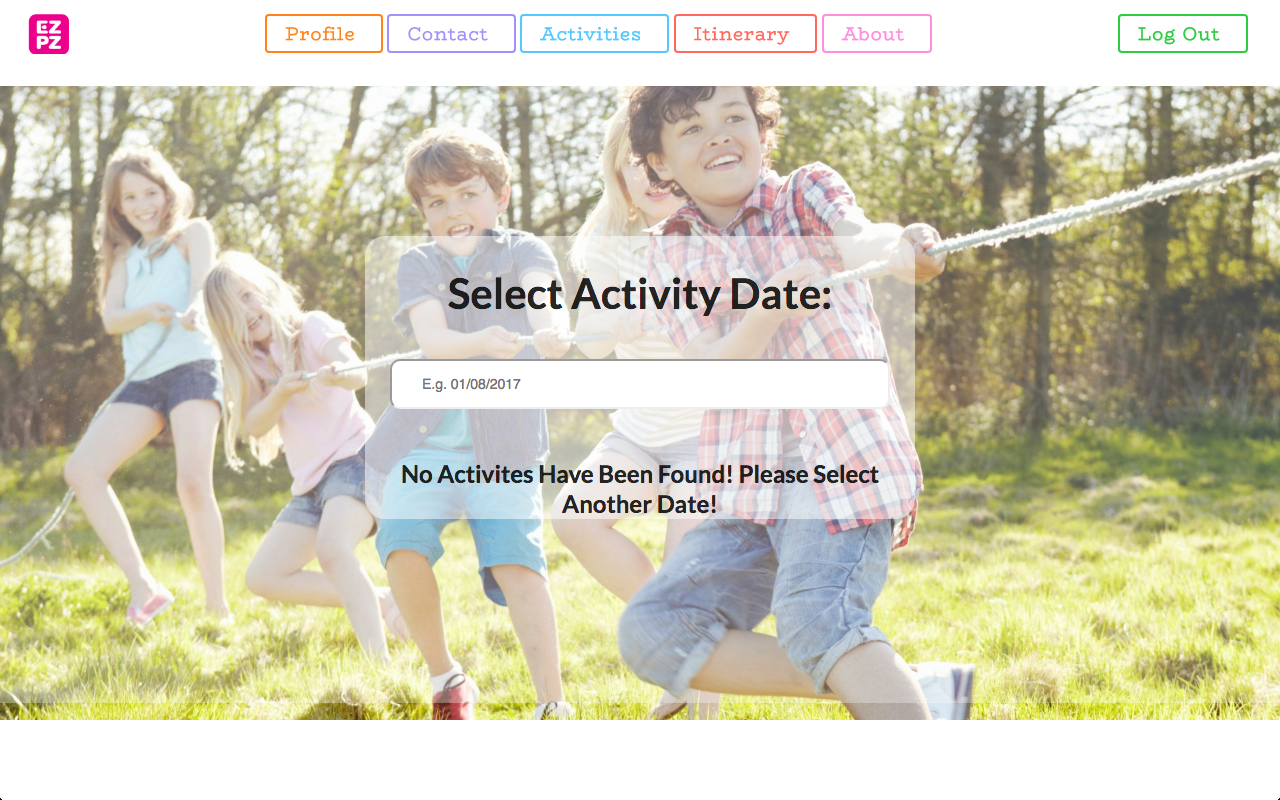 EZ
PZ
Profile
Contact
Activities
Itinerary
About
Log Out
Select Activity Date:
E.g. 01/08/2017
No Activites Have Been Found! Please Select
Another Date!